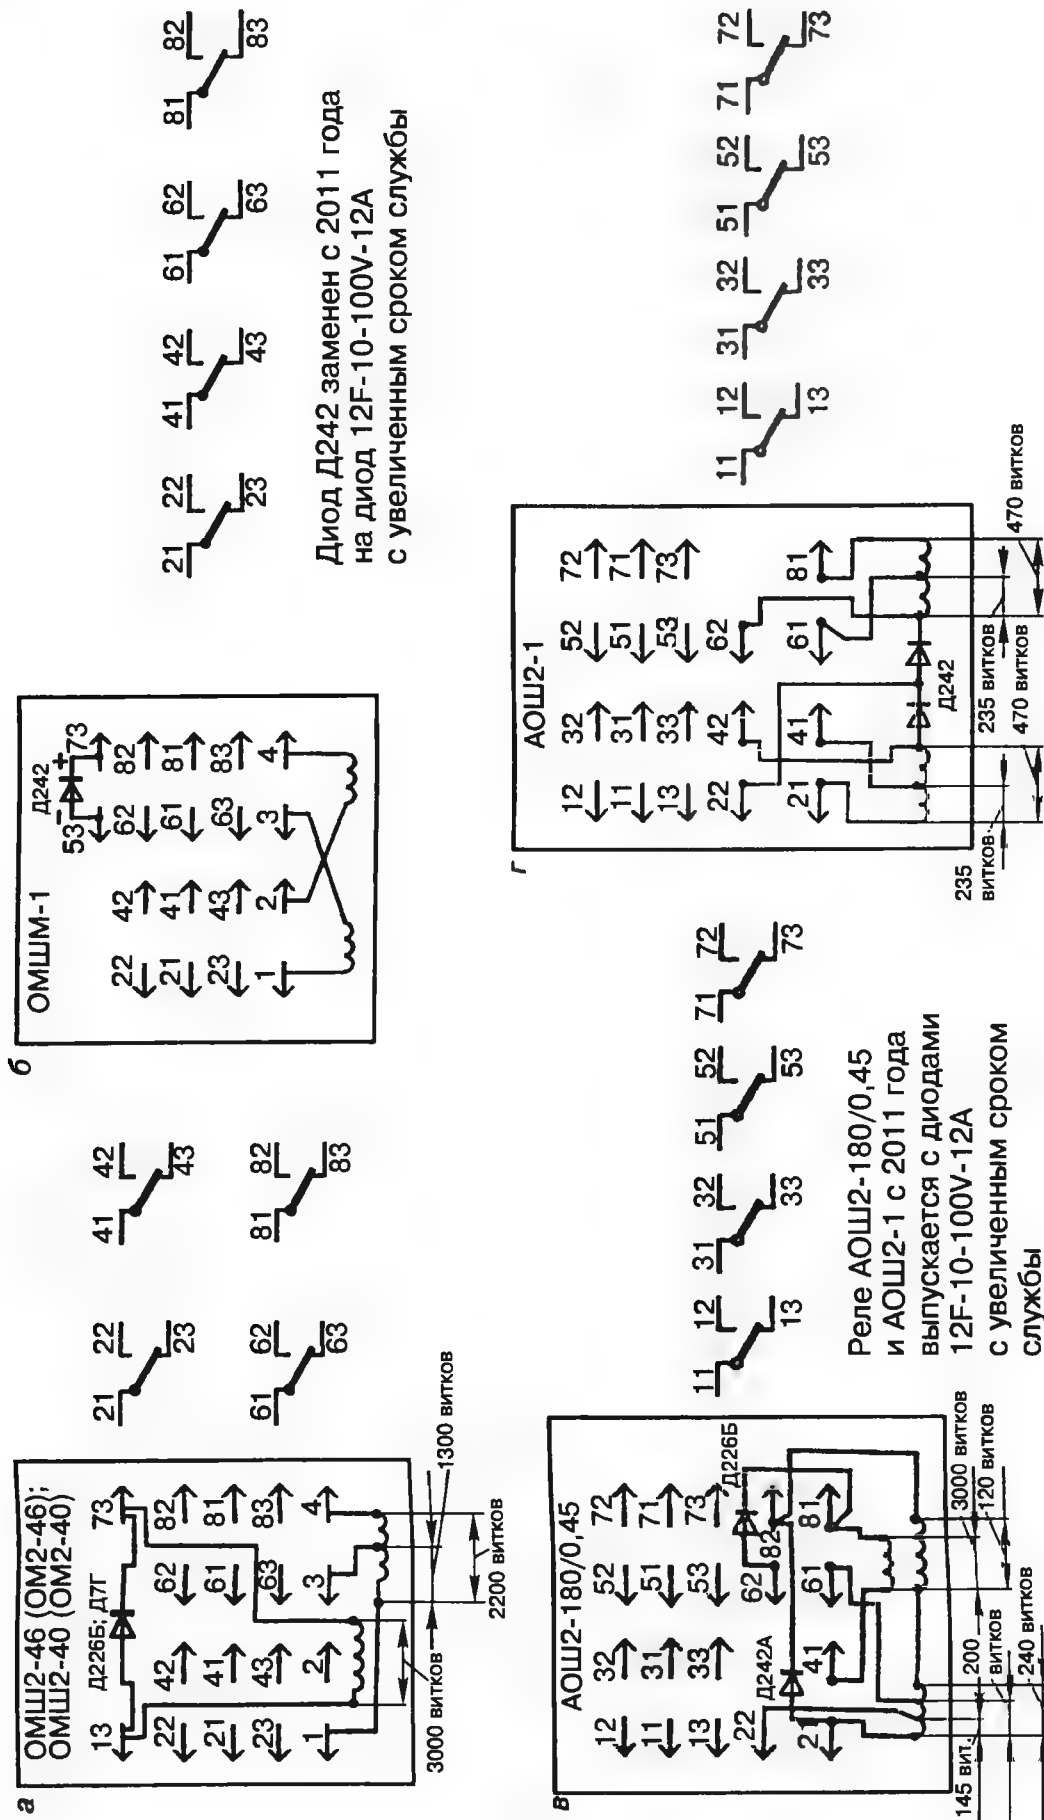 а
ОМШ2-46 (ОМ2-46);
ОМШ2-40 (ОМ2-40)
13
Д226Б; Д7Г
73
22 42 62 82
21 41 61 81
23 43 63 83
1 2 3 4
3000 витков
1300 витков
2200 витков
21 22 23
41 42 43
61 62 63
81 82 83
б
ОМШМ-1
53 – Д242 + 73
22 42 62 82
21 41 61 81
23 43 63 83
1 2 3 4
21 22 23
41 42 43
61 62 63
81 82 83
Диод Д242 заменен с 2011 года
на диод 12F-10-100V-12А
с увеличенным сроком службы
в
АОШ2-180/0,45
12 32 52 72
11 31 51 71
13 33 53 73
22 Д242А 62 82 Д226Б
21 41 61 81
145 вит.
200
витков
240 витков
3000 витков
120 витков
11 12 13
31 32 33
51 52 53
71 72 73
Реле АОШ2-180/0,45
и АОШ2-1 с 2011 года
выпускается с диодами
12F-10-100V-12А
с увеличенным сроком
службы
г
АОШ2-1
12 32 52 72
11 31 51 71
13 33 53 73
22 42 62
21 41 61 81
Д242
235
витков
235 витков
470 витков
470 витков
11 12 13
31 32 33
51 52 53
71 72 73